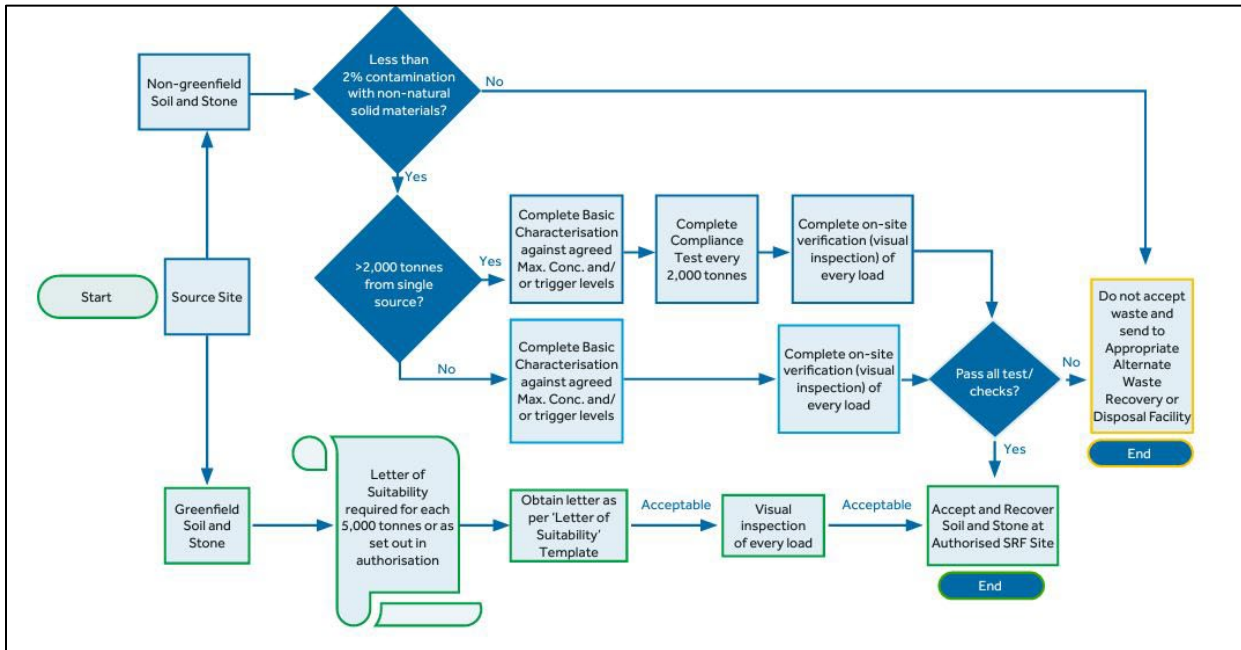 Less than
2% contamination
with non-natural
solid materials?
No
Non-greenfield
Soil and Stone
Yes
>2,000 tonnes
from single
source?
Yes
Complete Basic
Characterisation
against agreed
Max. Conc. and/
or trigger levels
Complete
Compliance
Test every
2,000 tonnes
Complete on-site
verification (visual
inspection) of
every load
Start
Source Site
Do not accept
waste and
send to
Appropriate
Alternate
Waste
Recovery or
Disposal Facility
No
Complete Basic
Characterisation
against agreed
Max. Conc. and/
or trigger levels
Complete on-site
verification (visual
inspection) of
every load
Pass all test/
checks?
No
End
Yes
Greenfield
Soil and
Stone
Letter of
Suitability
required for each
5,000 tonnes or as
set out in
authorisation
Obtain letter as
per ‘Letter of
Suitability’
Template
Acceptable
Visual
inspection
of every load
Acceptable
Accept and Recover
Soil and Stone at
Authorised SRF Site
End